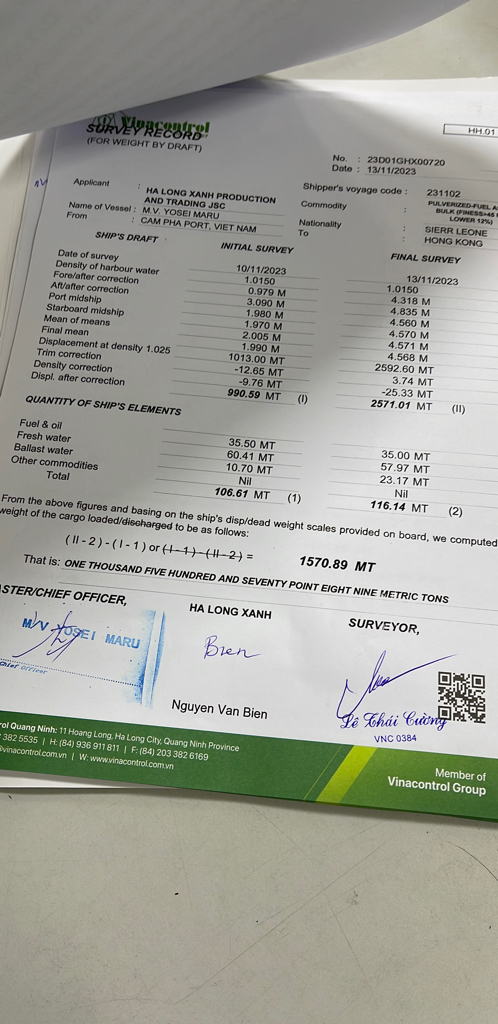 Vinacontrol
SURVEY RECORD
(FOR WEIGHT BY DRAFT)
HH.01
No. : 23D01GHX00720
Date : 13/11/2023
Applicant : HA LONG XANH PRODUCTION AND TRADING JSC
Name of Vessel : M.V. YOSEI MARU
From : CAM PHA PORT, VIET NAM
Shipper's voyage code : 231102
Commodity : PULVERIZED-FUEL
BULK (FINESS>45
LOWER 12%)
Nationality : SIERR LEONE
To : HONG KONG
SHIP'S DRAFT INITIAL SURVEY FINAL SURVEY
Date of survey 10/11/2023 13/11/2023
Density of harbour water 1.0150 1.0150
Fore/after correction 0.979 M 4.318 M
Aft/after correction 3.090 M 4.835 M
Port midship 1.980 M 4.560 M
Starboard midship 1.970 M 4.570 M
Mean of means 2.005 M 4.571 M
Final mean 1.990 M 4.568 M
Displacement at density 1.025 1013.00 MT 2592.60 MT
Trim correction -12.65 MT 3.74 MT
Density correction -9.76 MT -25.33 MT
Displ. after correction 990.59 MT (I) 2571.01 MT (II)
QUANTITY OF SHIP'S ELEMENTS
Fuel & oil 35.50 MT 35.00 MT
Fresh water 60.41 MT 57.97 MT
Ballast water 10.70 MT 23.17 MT
Other commodities Nil Nil
Total 106.61 MT (1) 116.14 MT (2)
From the above figures and basing on the ship's disp/dead weight scales provided on board, we computed
weight of the cargo loaded/discharged to be as follows:
(II-2)-(I-1) or (I-1)-(II-2) = 1570.89 MT
That is: ONE THOUSAND FIVE HUNDRED AND SEVENTY POINT EIGHT NINE METRIC TONS
ASTER/CHIEF OFFICER, HA LONG XANH SURVEYOR,
M/V YOSEI MARU
Chief Officer
Bien
Nguyen Van Bien
Lê Thái Cường
VNC 0384
rol Quang Ninh: 11 Hoang Long, Ha Long City, Quang Ninh Province
382 5535 | H: (84) 936 911 811 | F: (84) 203 382 6169
@vinacontrol.com.vn | W: www.vinacontrol.com.vn
Member of
Vinacontrol Group